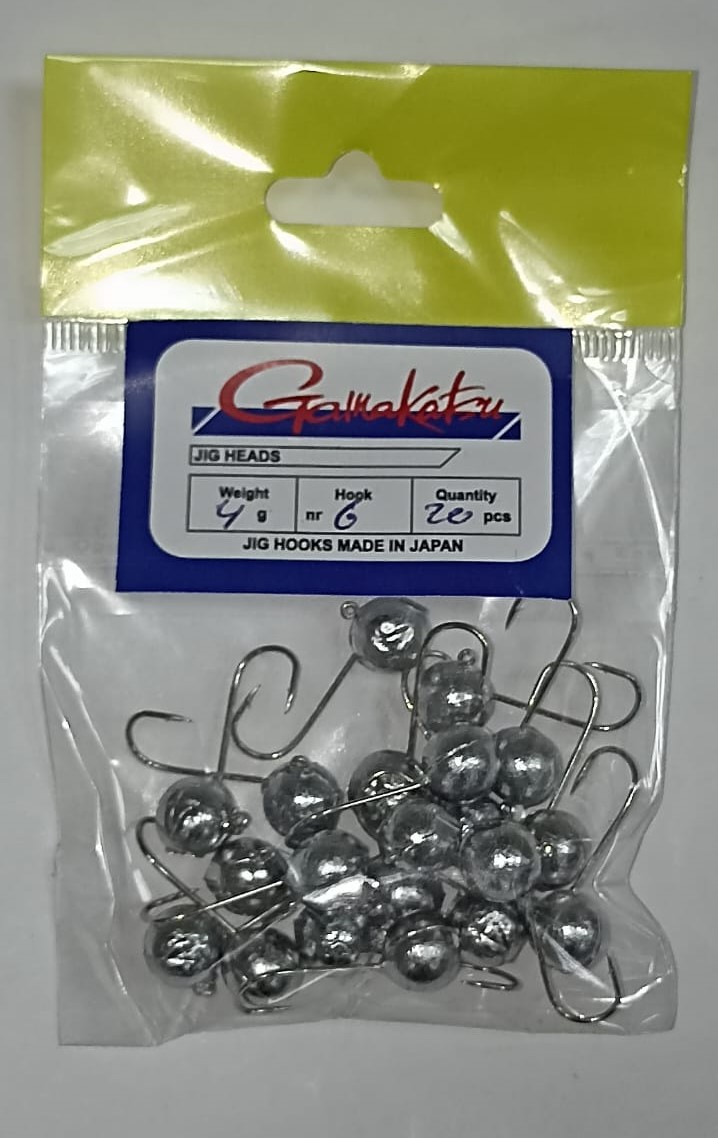 Gamakatsu
JIG HEADS
Weight Hook Quantity
4 g nr 6 20 pcs
JIG HOOKS MADE IN JAPAN